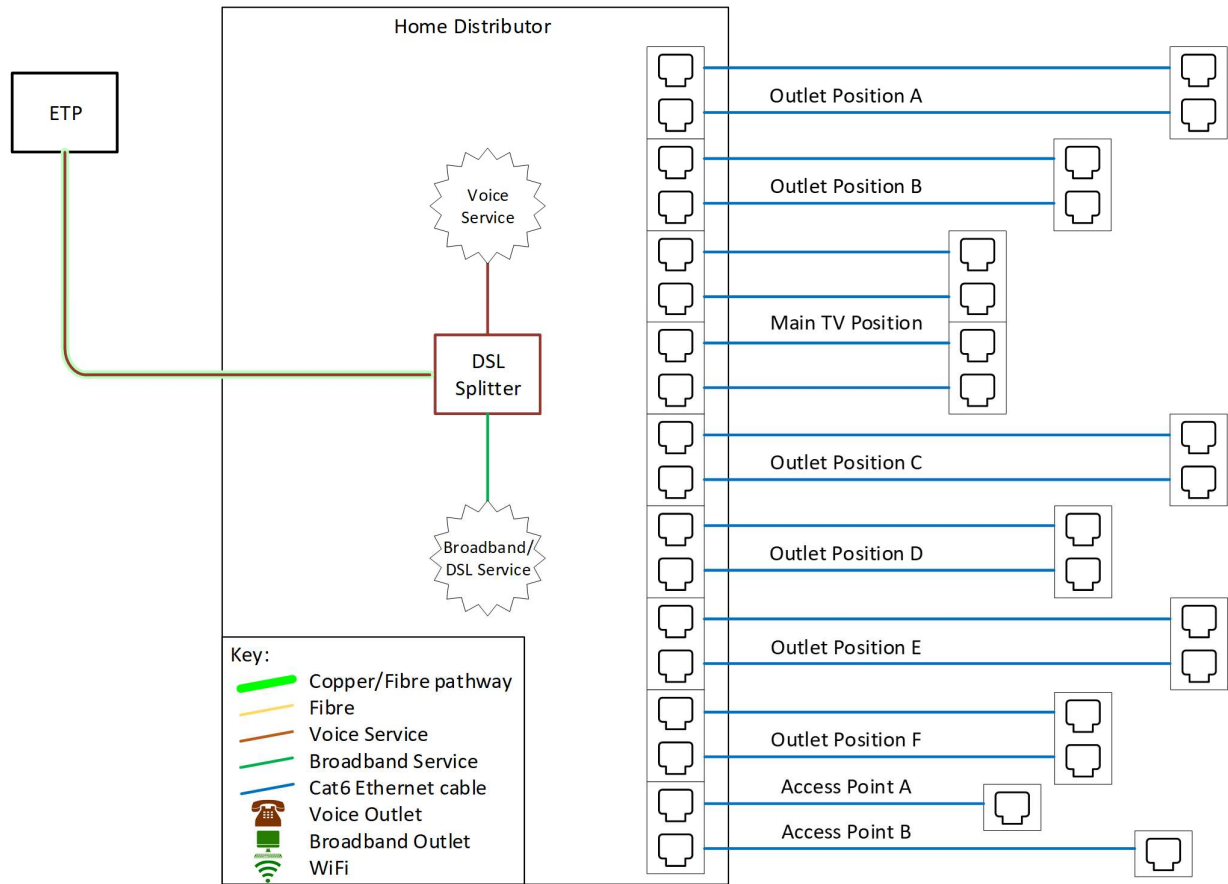 Home Distributor
ETP
Outlet Position A
Voice
Service
Outlet Position B
Main TV Position
DSL
Splitter
Outlet Position C
Broadband/
DSL Service
Outlet Position D
Outlet Position E
Key:
Copper/Fibre pathway
Fibre
Voice Service
Broadband Service
Cat6 Ethernet cable
Voice Outlet
Broadband Outlet
WiFi
Outlet Position F
Access Point A
Access Point B